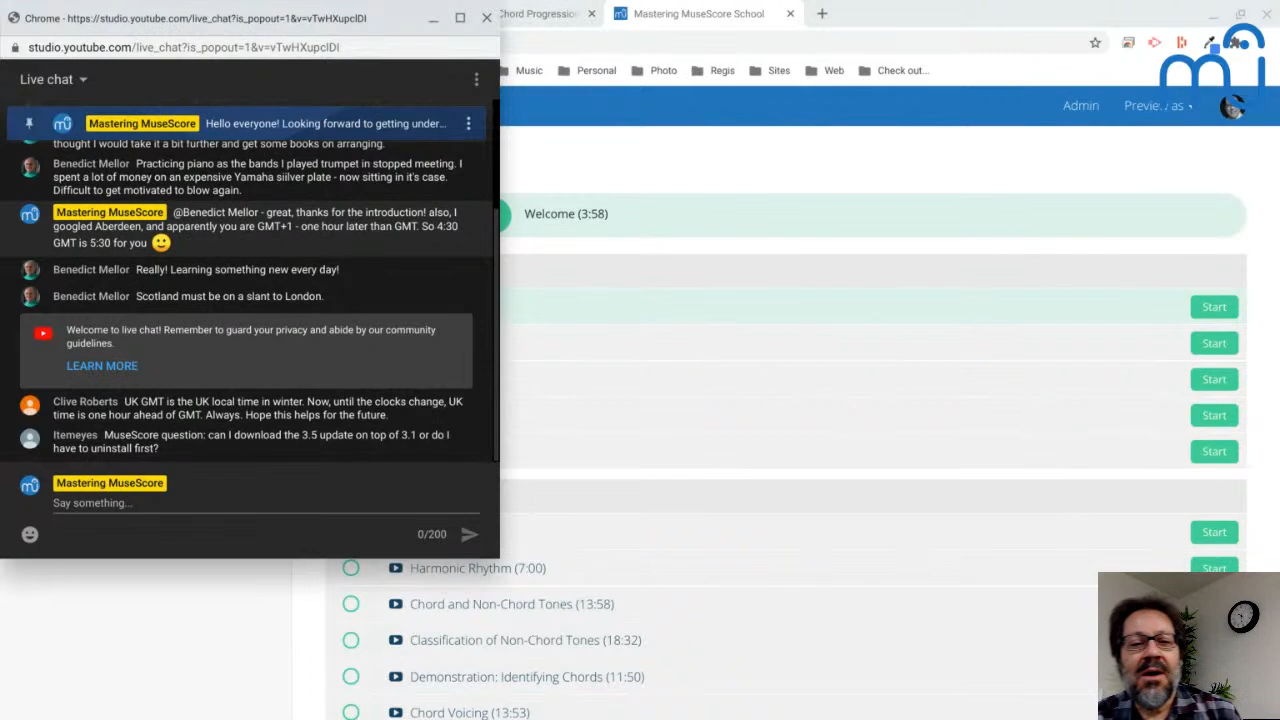 Chrome - https://studio.youtube.com/live_chat?is_popout=1&v=vTwHXupclDI
Chord Progressio
Mastering MuseScore School
studio.youtube.com/live_chat?is_popout=1&v=vTwHXupclDI
Music
Personal
Photo
Regis
Sites
Web
Check out...
Live chat
Admin
Preview as
Mastering MuseScore Hello everyone! Looking forward to getting under...
thought I would take it a bit further and get some books on arranging.
Benedict Mellor Practicing piano as the bands I played trumpet in stopped meeting. I
spent a lot of money on an expensive Yamaha siilver plate - now sitting in it's case.
Difficult to get motivated to blow again.
Mastering MuseScore @Benedict Mellor - great, thanks for the introduction! also, I
googled Aberdeen, and apparently you are GMT+1 - one hour later than GMT. So 4:30
GMT is 5:30 for you
Benedict Mellor Really! Learning something new every day!
Benedict Mellor Scotland must be on a slant to London.
Welcome to live chat! Remember to guard your privacy and abide by our community
guidelines.
LEARN MORE
Clive Roberts UK GMT is the UK local time in winter. Now, until the clocks change, UK
time is one hour ahead of GMT. Always. Hope this helps for the future.
Itemeyes MuseScore question: can I download the 3.5 update on top of 3.1 or do I
have to uninstall first?
Mastering MuseScore
Say something...
0/200
Welcome (3:58)
Start
Start
Start
Start
Start
Start
Harmonic Rhythm (7:00)
Start
Chord and Non-Chord Tones (13:58)
Classification of Non-Chord Tones (18:32)
Demonstration: Identifying Chords (11:50)
Chord Voicing (13:53)